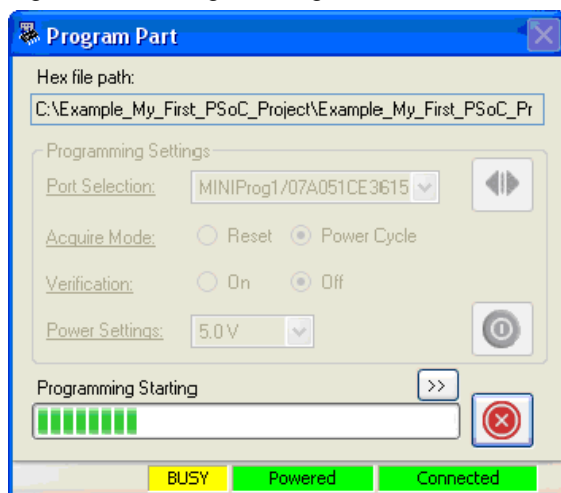 Program Part
Hex file path:
C:\Example_My_First_PSoC_Project\Example_My_First_PSoC_Pr
Programming Settings
Port Selection: MINIProg1/07A051CE3615
Acquire Mode: Reset Power Cycle
Verification: On Off
Power Settings: 5.0 V
Programming Starting >>
BUSY Powered Connected